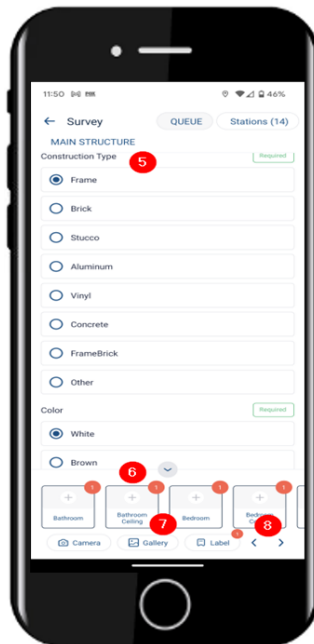 11:50 46%
Survey QUEUE Stations (14)
MAIN STRUCTURE
Construction Type 5 Required
Frame
Brick
Stucco
Aluminum
Vinyl
Concrete
FrameBrick
Other
Color Required
White
Brown
6
1 1 1 1
Bathroom Bathroom Ceiling Bedroom Bedroom
7 8
Camera Gallery Label 1